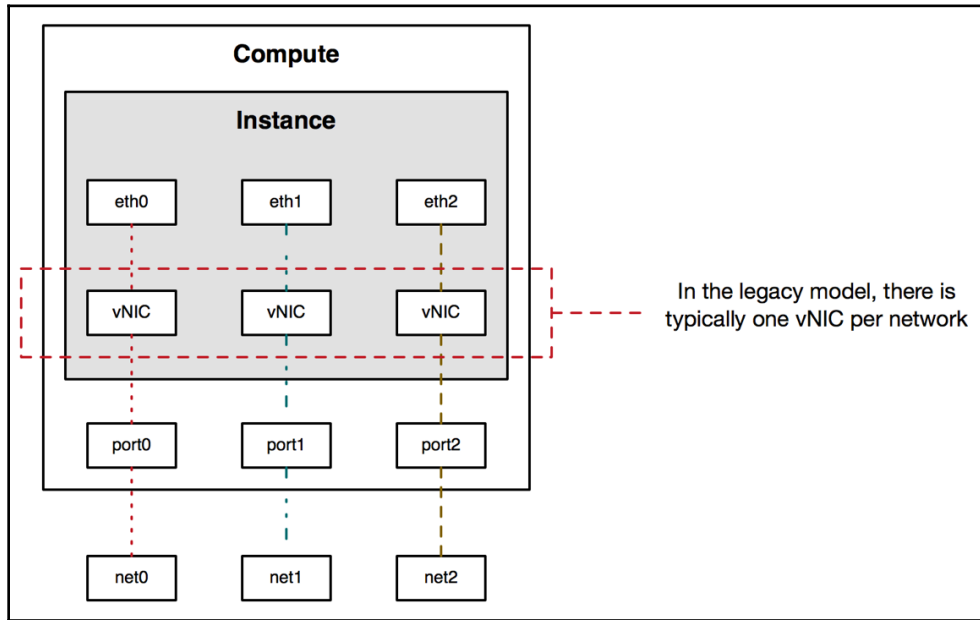 Compute
Instance
eth0
eth1
eth2
vNIC
vNIC
vNIC
In the legacy model, there is
typically one vNIC per network
port0
port1
port2
net0
net1
net2